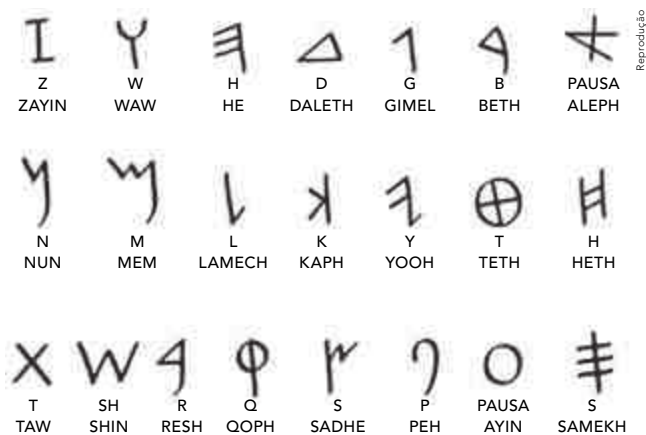 Reprodução
𐤀 𐤁 𐤂 𐤃 𐤄 𐤅 𐤆
Z W H D G B PAUSA
ZAYIN WAW HE DALETH GIMEL BETH ALEPH
𐤇 𐤈 𐤉 𐤊 𐤋 𐤌 𐤍
N M L K Y T H
NUN MEM LAMECH KAPH YOOH TETH HETH
𐤎 𐤏 𐤐 𐤑 𐤒 𐤓 𐤔 𐤕
T SH R Q S P PAUSA S
TAW SHIN RESH QOPH SADHE PEH AYIN SAMEKH